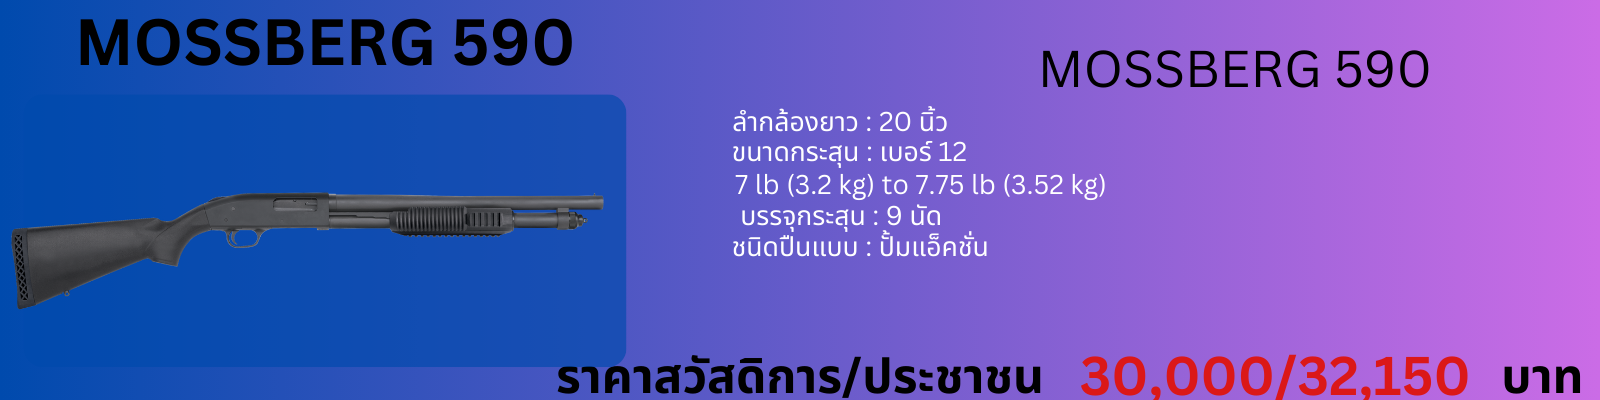 MOSSBERG 590
MOSSBERG 590
ลำกล้องยาว : 20 นิ้ว
ขนาดกระสุน : เบอร์ 12
7 lb (3.2 kg) to 7.75 lb (3.52 kg)
บรรจุกระสุน : 9 นัด
ชนิดปืนแบบ : ปั้มแอ็คชั่น
ราคาสวัสดิการ/ประชาชน 30,000/32,150 บาท